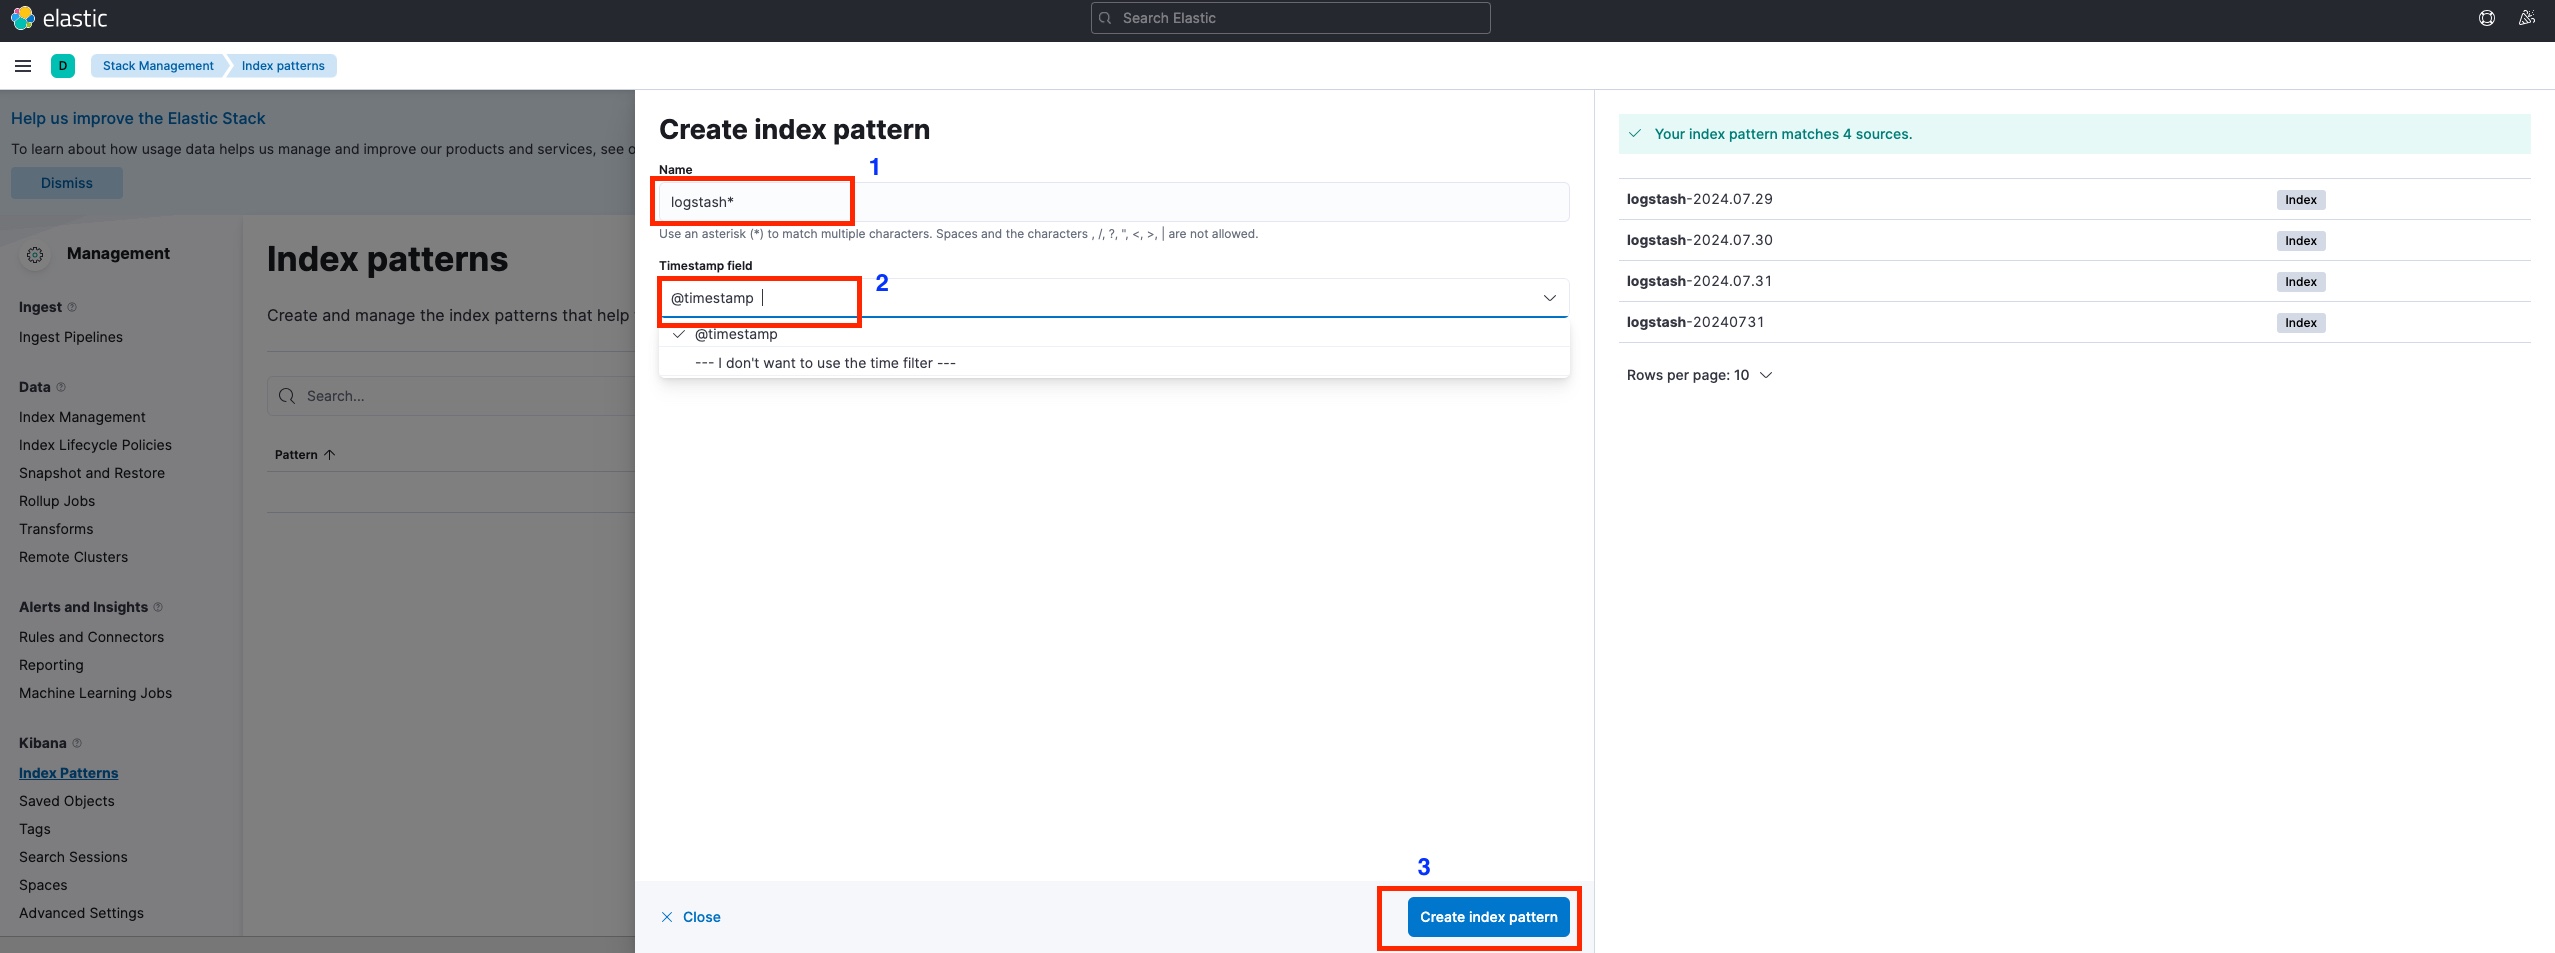 elastic
Search Elastic
D
Stack Management
Index patterns
Help us improve the Elastic Stack
To learn about how usage data helps us manage and improve our products and services, see
Dismiss
Management
Ingest
Ingest Pipelines
Data
Index Management
Index Lifecycle Policies
Snapshot and Restore
Rollup Jobs
Transforms
Remote Clusters
Alerts and Insights
Rules and Connectors
Reporting
Machine Learning Jobs
Kibana
Index Patterns
Saved Objects
Tags
Search Sessions
Spaces
Advanced Settings
Index patterns
Create and manage the index patterns that help
Search...
Pattern
Create index pattern
Name
1
logstash*
Use an asterisk (*) to match multiple characters. Spaces and the characters , /, ?, ", <, >, | are not allowed.
Timestamp field
2
@timestamp
@timestamp
--- I don't want to use the time filter ---
3
Close
Create index pattern
Your index pattern matches 4 sources.
logstash-2024.07.29 Index
logstash-2024.07.30 Index
logstash-2024.07.31 Index
logstash-20240731 Index
Rows per page: 10